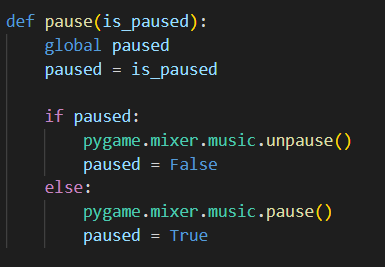 def pause(is_paused):
    global paused
    paused = is_paused

    if paused:
        pygame.mixer.music.unpause()
        paused = False
    else:
        pygame.mixer.music.pause()
        paused = True